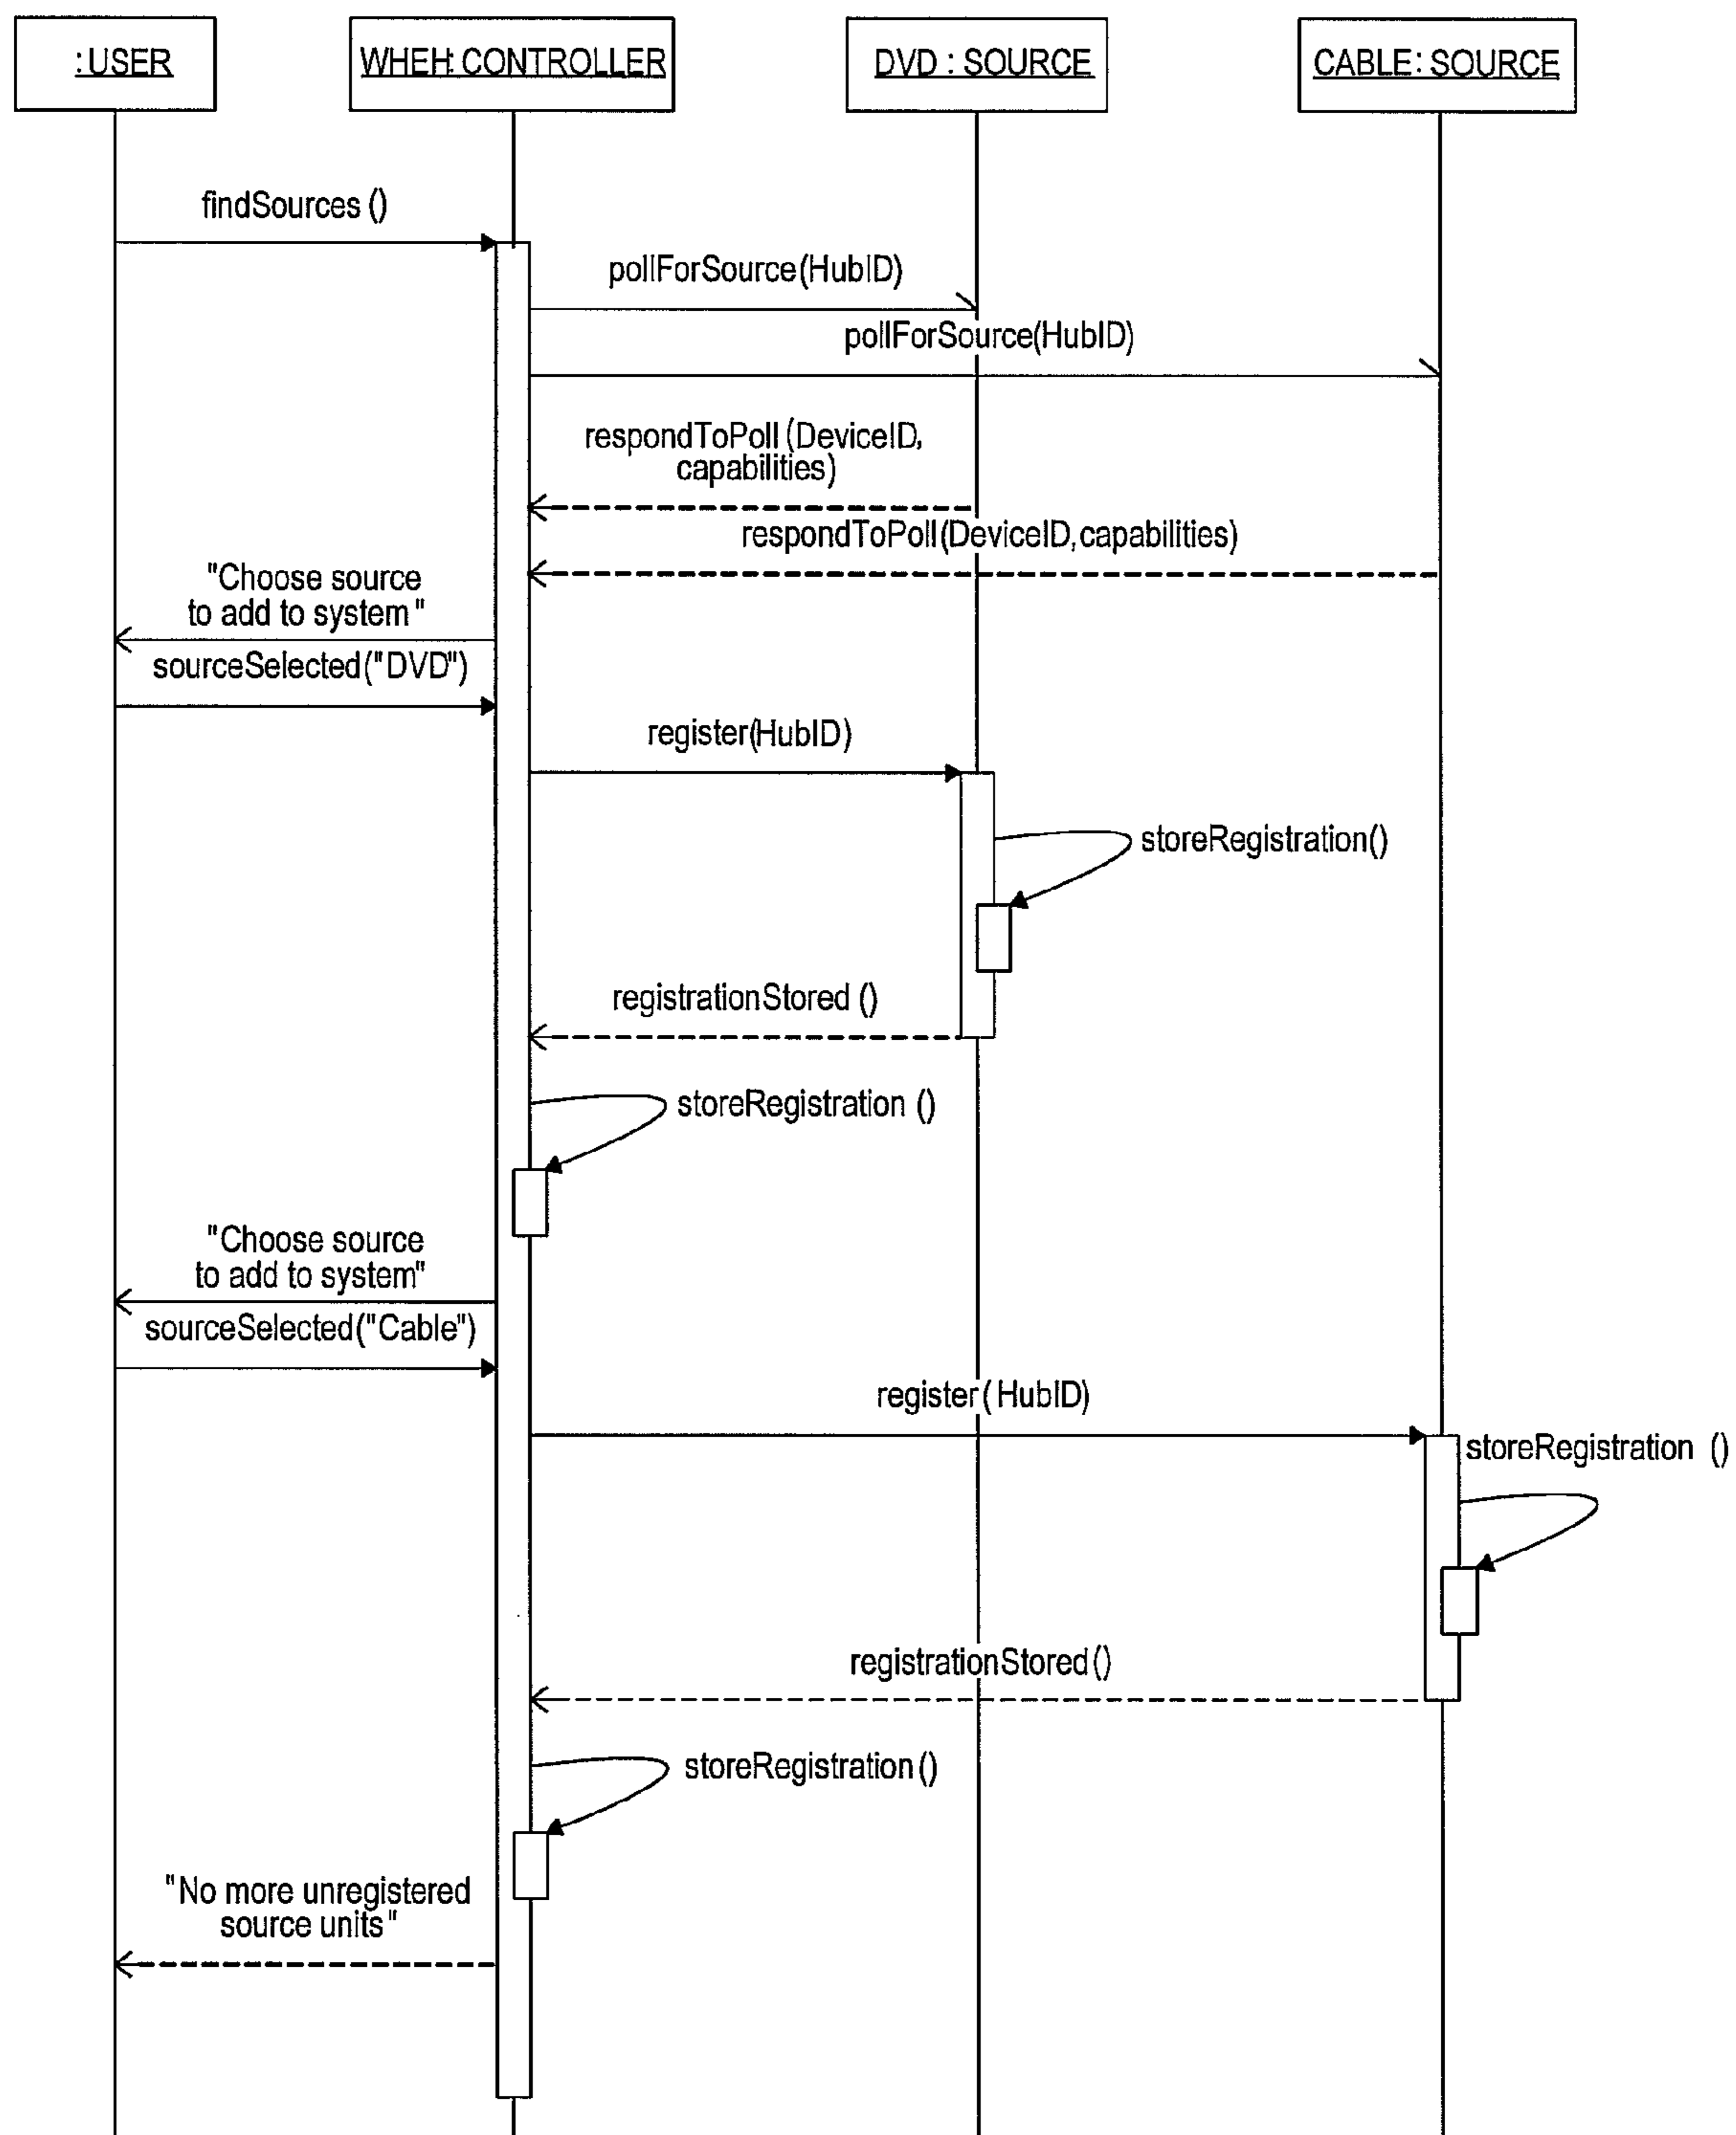 :USER
WHEH:CONTROLLER
DVD : SOURCE
CABLE: SOURCE
findSources ()
pollForSource(HubID)
pollForSource(HubID)
respondToPoll (DeviceID,
capabilities)
respondToPoll(DeviceID,capabilities)
"Choose source
to add to system"
sourceSelected("DVD")
register(HubID)
storeRegistration()
registrationStored ()
storeRegistration ()
"Choose source
to add to system"
sourceSelected("Cable")
register( HubID)
storeRegistration ()
registrationStored()
storeRegistration()
"No more unregistered
source units"